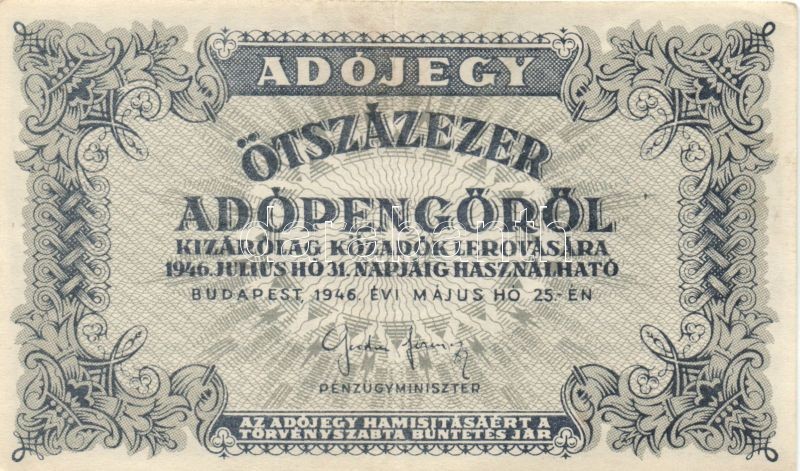 ADÓJEGY
ÖTSZÁZEZER
ADÓPENGŐRŐL
KIZÁRÓLAG KÖZADÓK LEROVÁSÁRA
1946. JULIUS HÓ 31. NAPJÁIG HASZNÁLHATÓ
BUDAPEST, 1946. ÉVI MÁJUS HÓ 25.-ÉN
PÉNZÜGYMINISZTER
AZ ADÓJEGY HAMISITÁSÁÉRT A
TÖRVÉNYSZABTA BÜNTETÉS JÁR